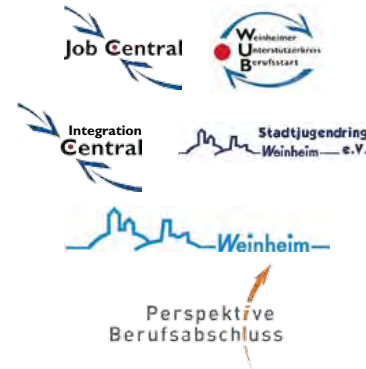 Job Central
Weinheimer
Unterstützerkreis
Berufsstart
Integration
Central
Stadtjugendring
Weinheim e.V.
Weinheim
Perspektive
Berufsabschluss